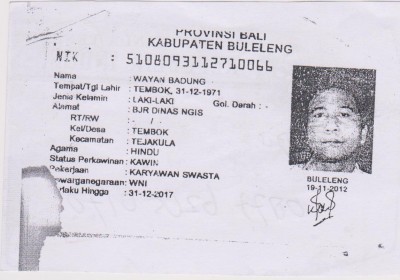 PROVINSI BALI
KABUPATEN BULELENG
NIK : 5108093112710066
Nama : WAYAN BADUNG
Tempat/Tgl Lahir : TEMBOK, 31-12-1971
Jenis Kelamin : LAKI-LAKI Gol. Darah : -
Alamat : BJR DINAS NGIS
RT/RW : - / -
Kel/Desa : TEMBOK
Kecamatan : TEJAKULA
Agama : HINDU
Status Perkawinan : KAWIN
Pekerjaan : KARYAWAN SWASTA
Kewarganegaraan : WNI
Berlaku Hingga : 31-12-2017
BULELENG
19-11-2012